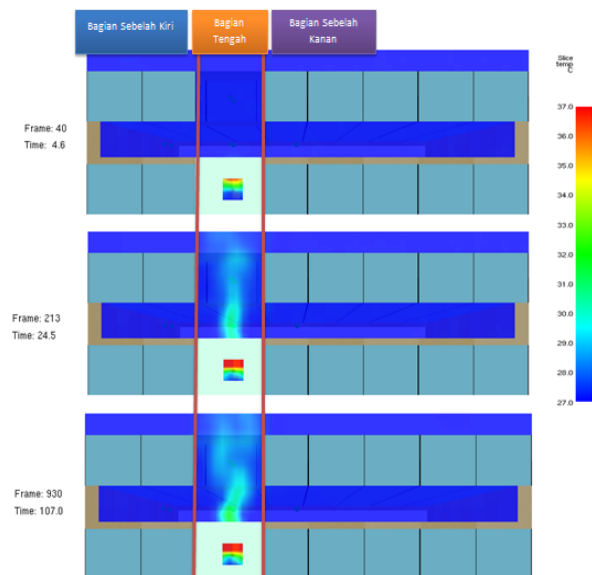 Bagian Sebelah Kiri
Bagian
Tengah
Bagian Sebelah
Kanan
Slice
temp
C
Frame: 40
Time: 4.6
37.0
36.0
35.0
34.0
33.0
32.0
31.0
30.0
29.0
28.0
27.0
Frame: 213
Time: 24.5
Frame: 930
Time: 107.0